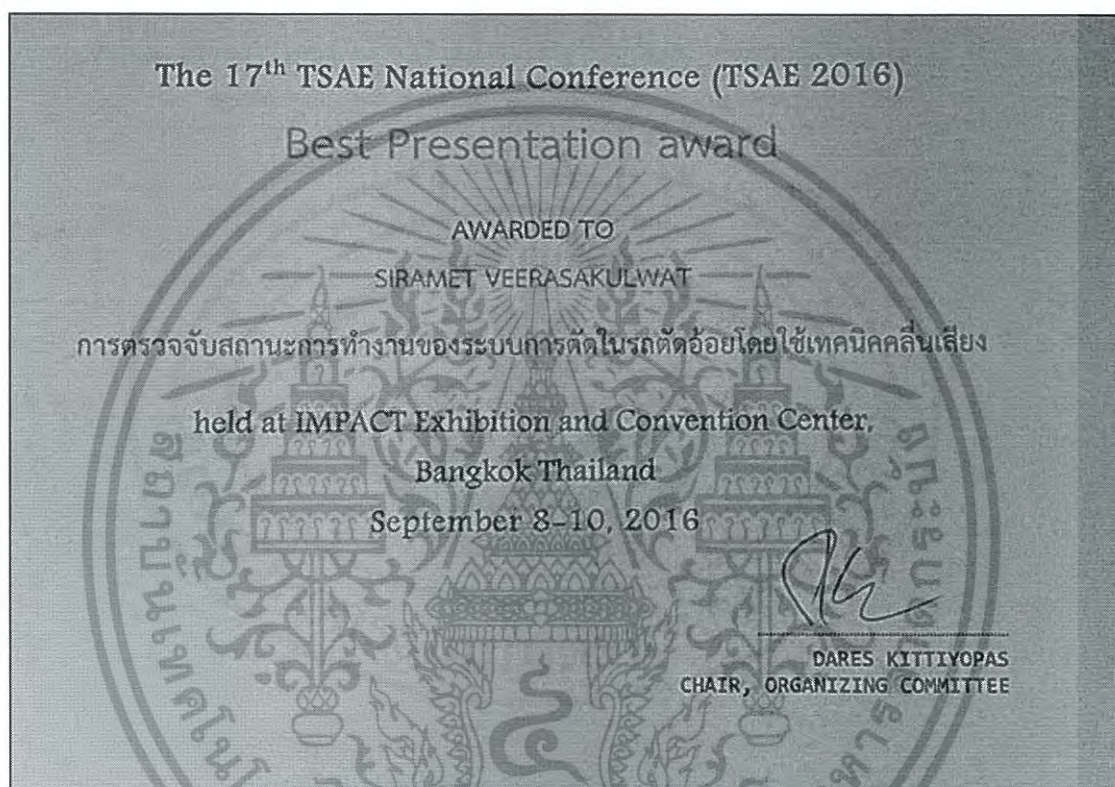 The 17th TSAE National Conference (TSAE 2016)
Best Presentation award
AWARDED TO
SIRAMET VEERASAKULWAT
การตรวจจับสถานะการทำงานของระบบการตัดในรถตัดอ้อยโดยใช้เทคนิคคลื่นเสียง
held at IMPACT Exhibition and Convention Center,
Bangkok Thailand
September 8-10, 2016
DARES KITTIYOPAS
CHAIR, ORGANIZING COMMITTEE